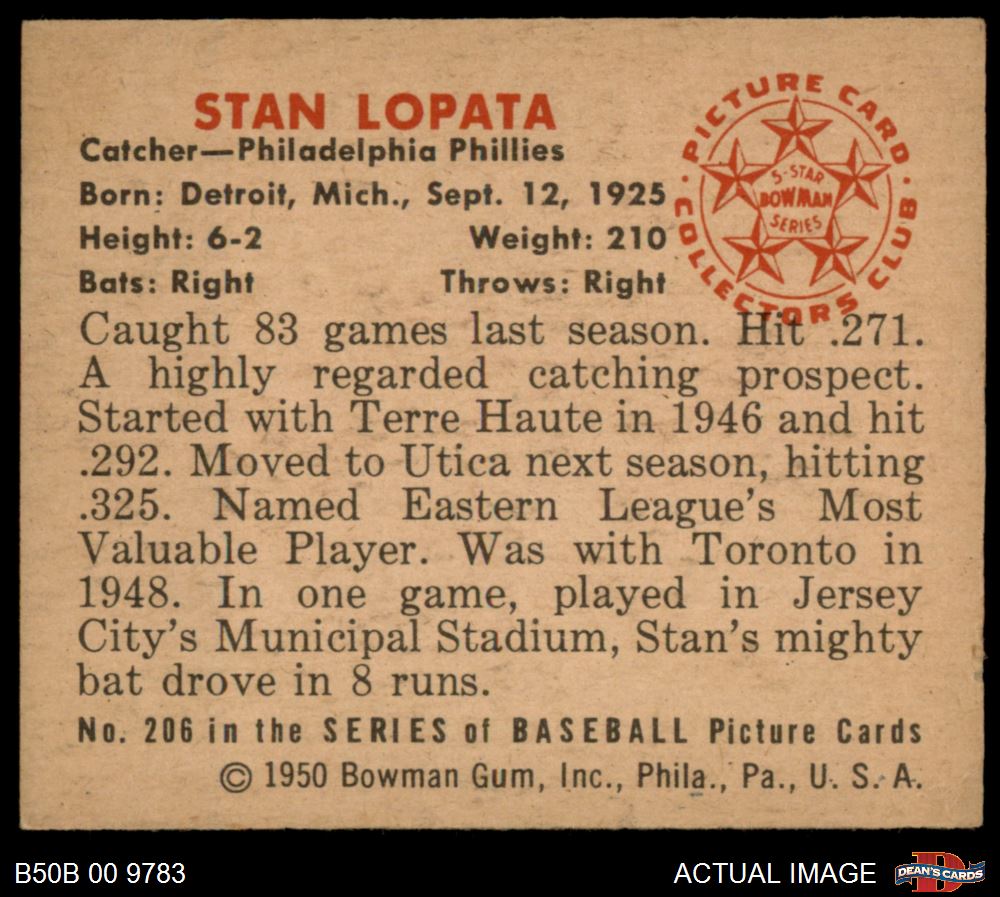 STAN LOPATA
Catcher—Philadelphia Phillies
Born: Detroit, Mich., Sept. 12, 1925
Height: 6-2 Weight: 210
Bats: Right Throws: Right
· PICTURE CARD · COLLECTORS CLUB
5-STAR
BOWMAN
SERIES
Caught 83 games last season. Hit .271.
A highly regarded catching prospect.
Started with Terre Haute in 1946 and hit
.292. Moved to Utica next season, hitting
.325. Named Eastern League's Most
Valuable Player. Was with Toronto in
1948. In one game, played in Jersey
City's Municipal Stadium, Stan's mighty
bat drove in 8 runs.
No. 206 in the SERIES of BASEBALL Picture Cards
© 1950 Bowman Gum, Inc., Phila., Pa., U. S. A.
B50B 00 9783 ACTUAL IMAGE
D
DEAN'S CARDS